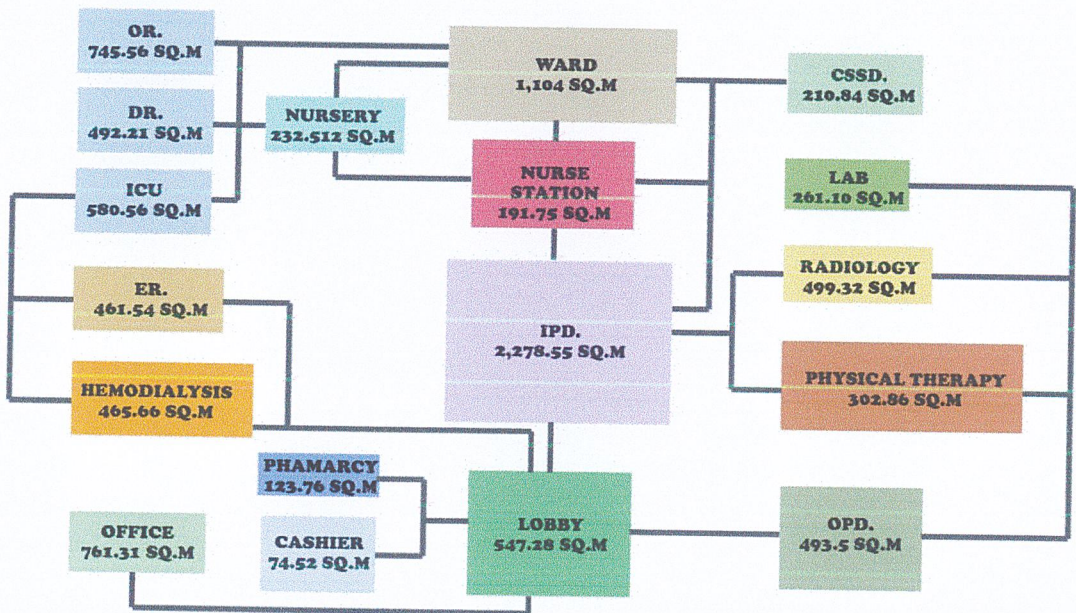 OR.
745.56 SQ.M
WARD
1,104 SQ.M
CSSD.
210.84 SQ.M
DR.
492.21 SQ.M
NURSERY
232.512 SQ.M
ICU
580.56 SQ.M
NURSE
STATION
191.75 SQ.M
LAB
261.10 SQ.M
ER.
461.54 SQ.M
IPD.
2,278.55 SQ.M
RADIOLOGY
499.32 SQ.M
HEMODIALYSIS
465.66 SQ.M
PHYSICAL THERAPY
302.86 SQ.M
PHAMARCY
123.76 SQ.M
OFFICE
761.31 SQ.M
CASHIER
74.52 SQ.M
LOBBY
547.28 SQ.M
OPD.
493.5 SQ.M